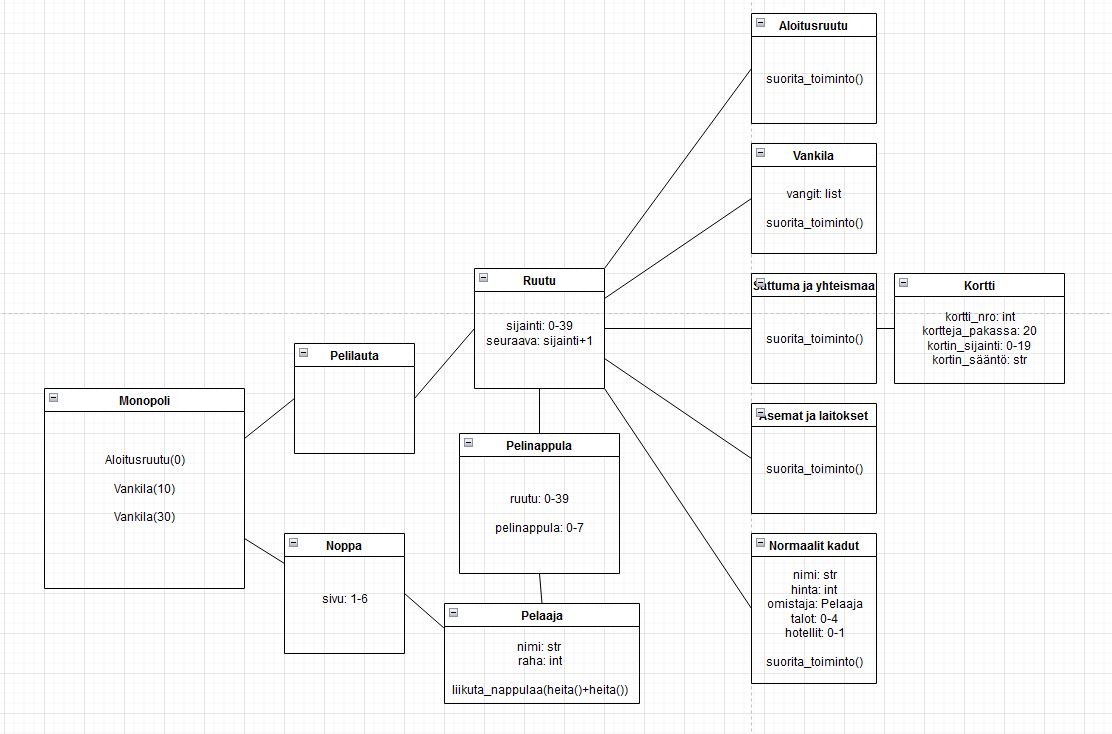 Aloitusruutu
suorita_toiminto()
Vankila
vangit: list
suorita_toiminto()
Sattuma ja yhteismaa
suorita_toiminto()
Kortti
kortti_nro: int
kortteja_pakassa: 20
kortin_sijainti: 0-19
kortin_sääntö: str
Ruutu
sijainti: 0-39
seuraava: sijainti+1
Pelilauta
Monopoli
Aloitusruutu(0)
Vankila(10)
Vankila(30)
Asemat ja laitokset
suorita_toiminto()
Pelinappula
ruutu: 0-39
pelinappula: 0-7
Noppa
sivu: 1-6
Normaalit kadut
nimi: str
hinta: int
omistaja: Pelaaja
talot: 0-4
hotellit: 0-1
suorita_toiminto()
Pelaaja
nimi: str
raha: int
liikuta_nappulaa(heita()+heita())